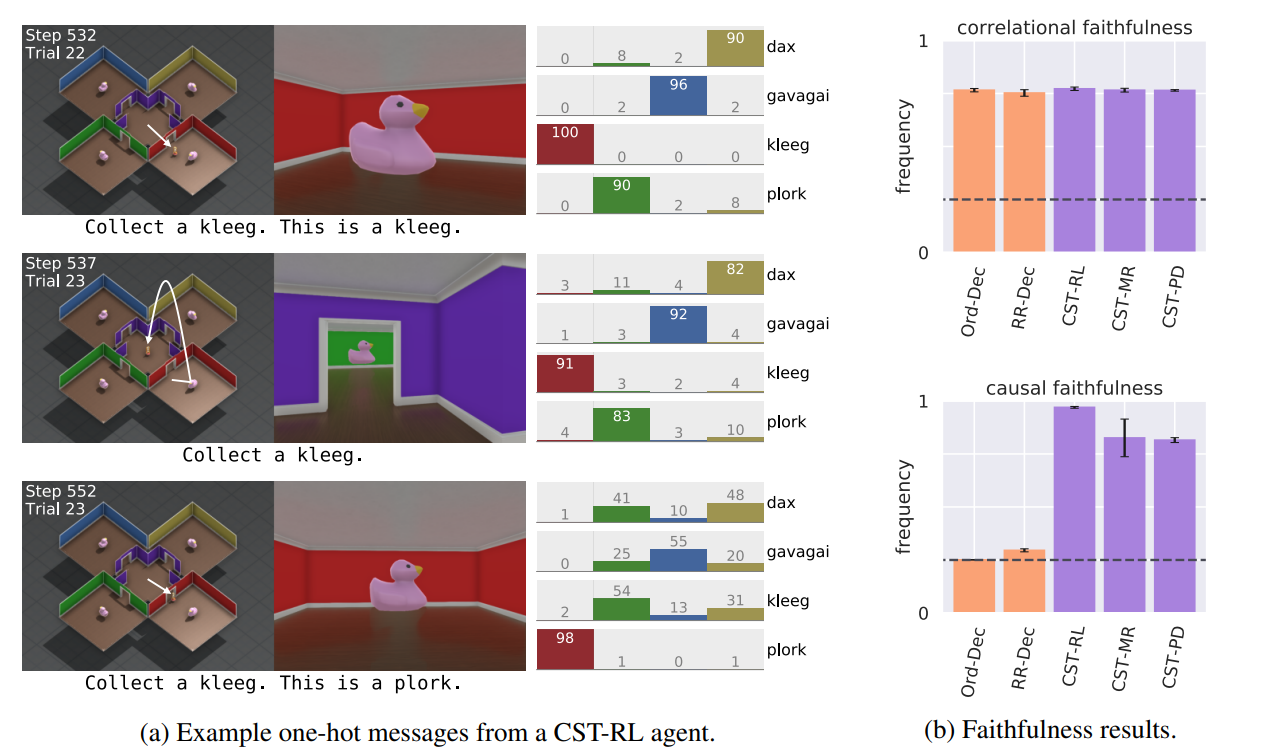 Step 532
Trial 22
0 8 2 90 dax
0 2 96 2 gavagai
100 0 0 0 kleeg
0 90 2 8 plork
Collect a kleeg. This is a kleeg.
Step 537
Trial 23
3 11 4 82 dax
1 3 92 4 gavagai
91 3 2 4 kleeg
4 83 3 10 plork
Collect a kleeg.
Step 552
Trial 23
1 41 10 48 dax
0 25 55 20 gavagai
2 54 13 31 kleeg
98 1 0 1 plork
Collect a kleeg. This is a plork.
(a) Example one-hot messages from a CST-RL agent.
correlational faithfulness
1
frequency
0
Ord-Dec
RR-Dec
CST-RL
CST-MR
CST-PD
causal faithfulness
1
frequency
0
Ord-Dec
RR-Dec
CST-RL
CST-MR
CST-PD
(b) Faithfulness results.